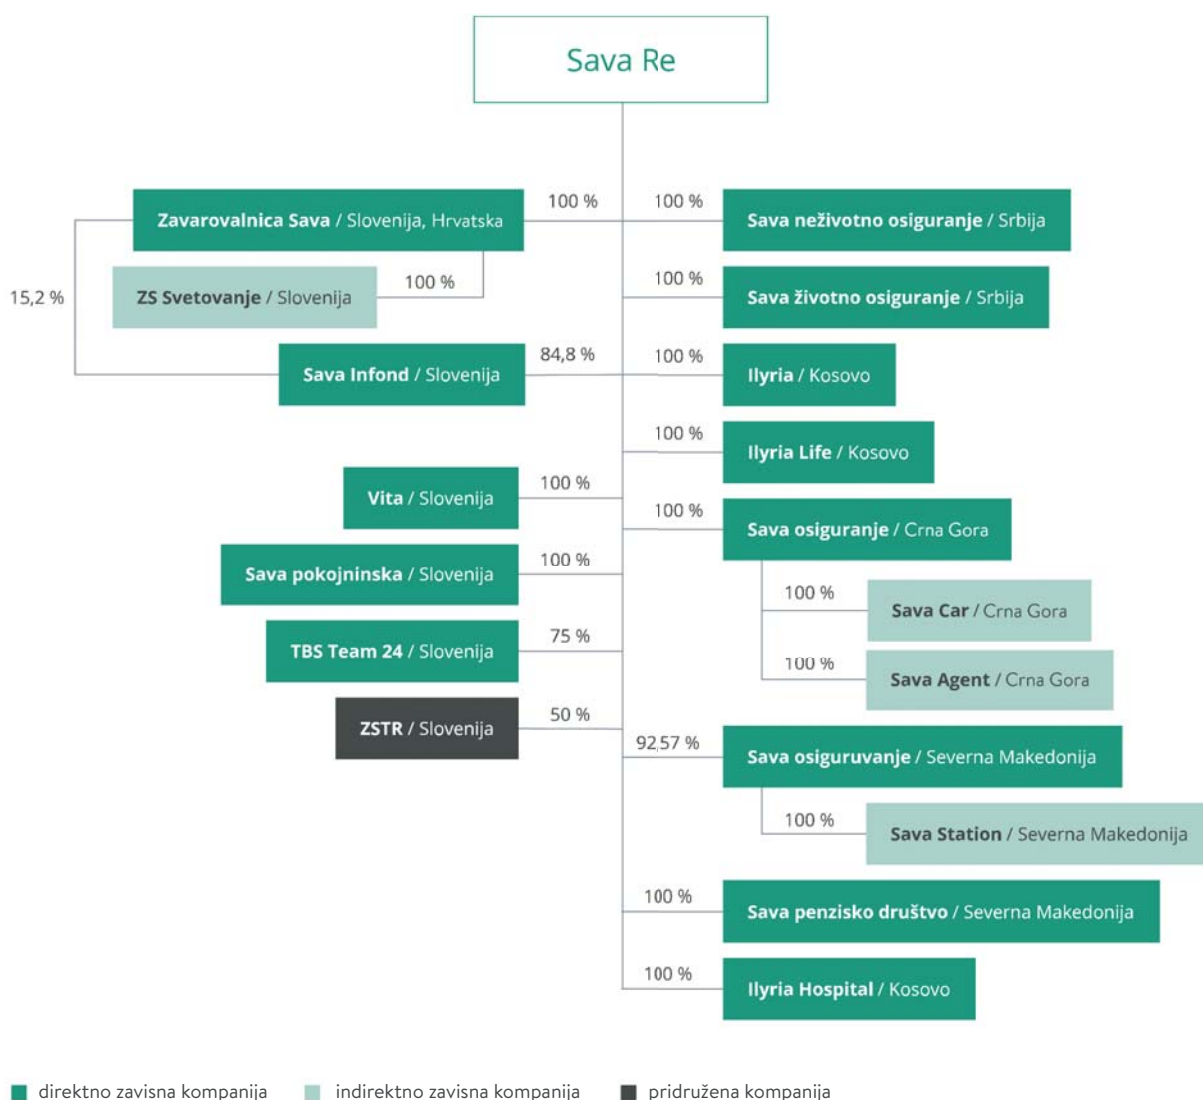 Sava Re
Zavarovalnica Sava / Slovenija, Hrvatska
100 %
ZS Svetovanje / Slovenija
100 %
15,2 %
Sava Infond / Slovenija
84,8 %
Vita / Slovenija
100 %
Sava pokojninska / Slovenija
100 %
TBS Team 24 / Slovenija
75 %
ZSTR / Slovenija
50 %
100 %
Sava neživotno osiguranje / Srbija
100 %
Sava životno osiguranje / Srbija
100 %
Ilyria / Kosovo
100 %
Ilyria Life / Kosovo
100 %
Sava osiguranje / Crna Gora
100 %
Sava Car / Crna Gora
100 %
Sava Agent / Crna Gora
92,57 %
Sava osiguruvanje / Severna Makedonija
100 %
Sava Station / Severna Makedonija
100 %
Sava penzisko društvo / Severna Makedonija
100 %
Ilyria Hospital / Kosovo
direktno zavisna kompanija
indirektno zavisna kompanija
pridružena kompanija